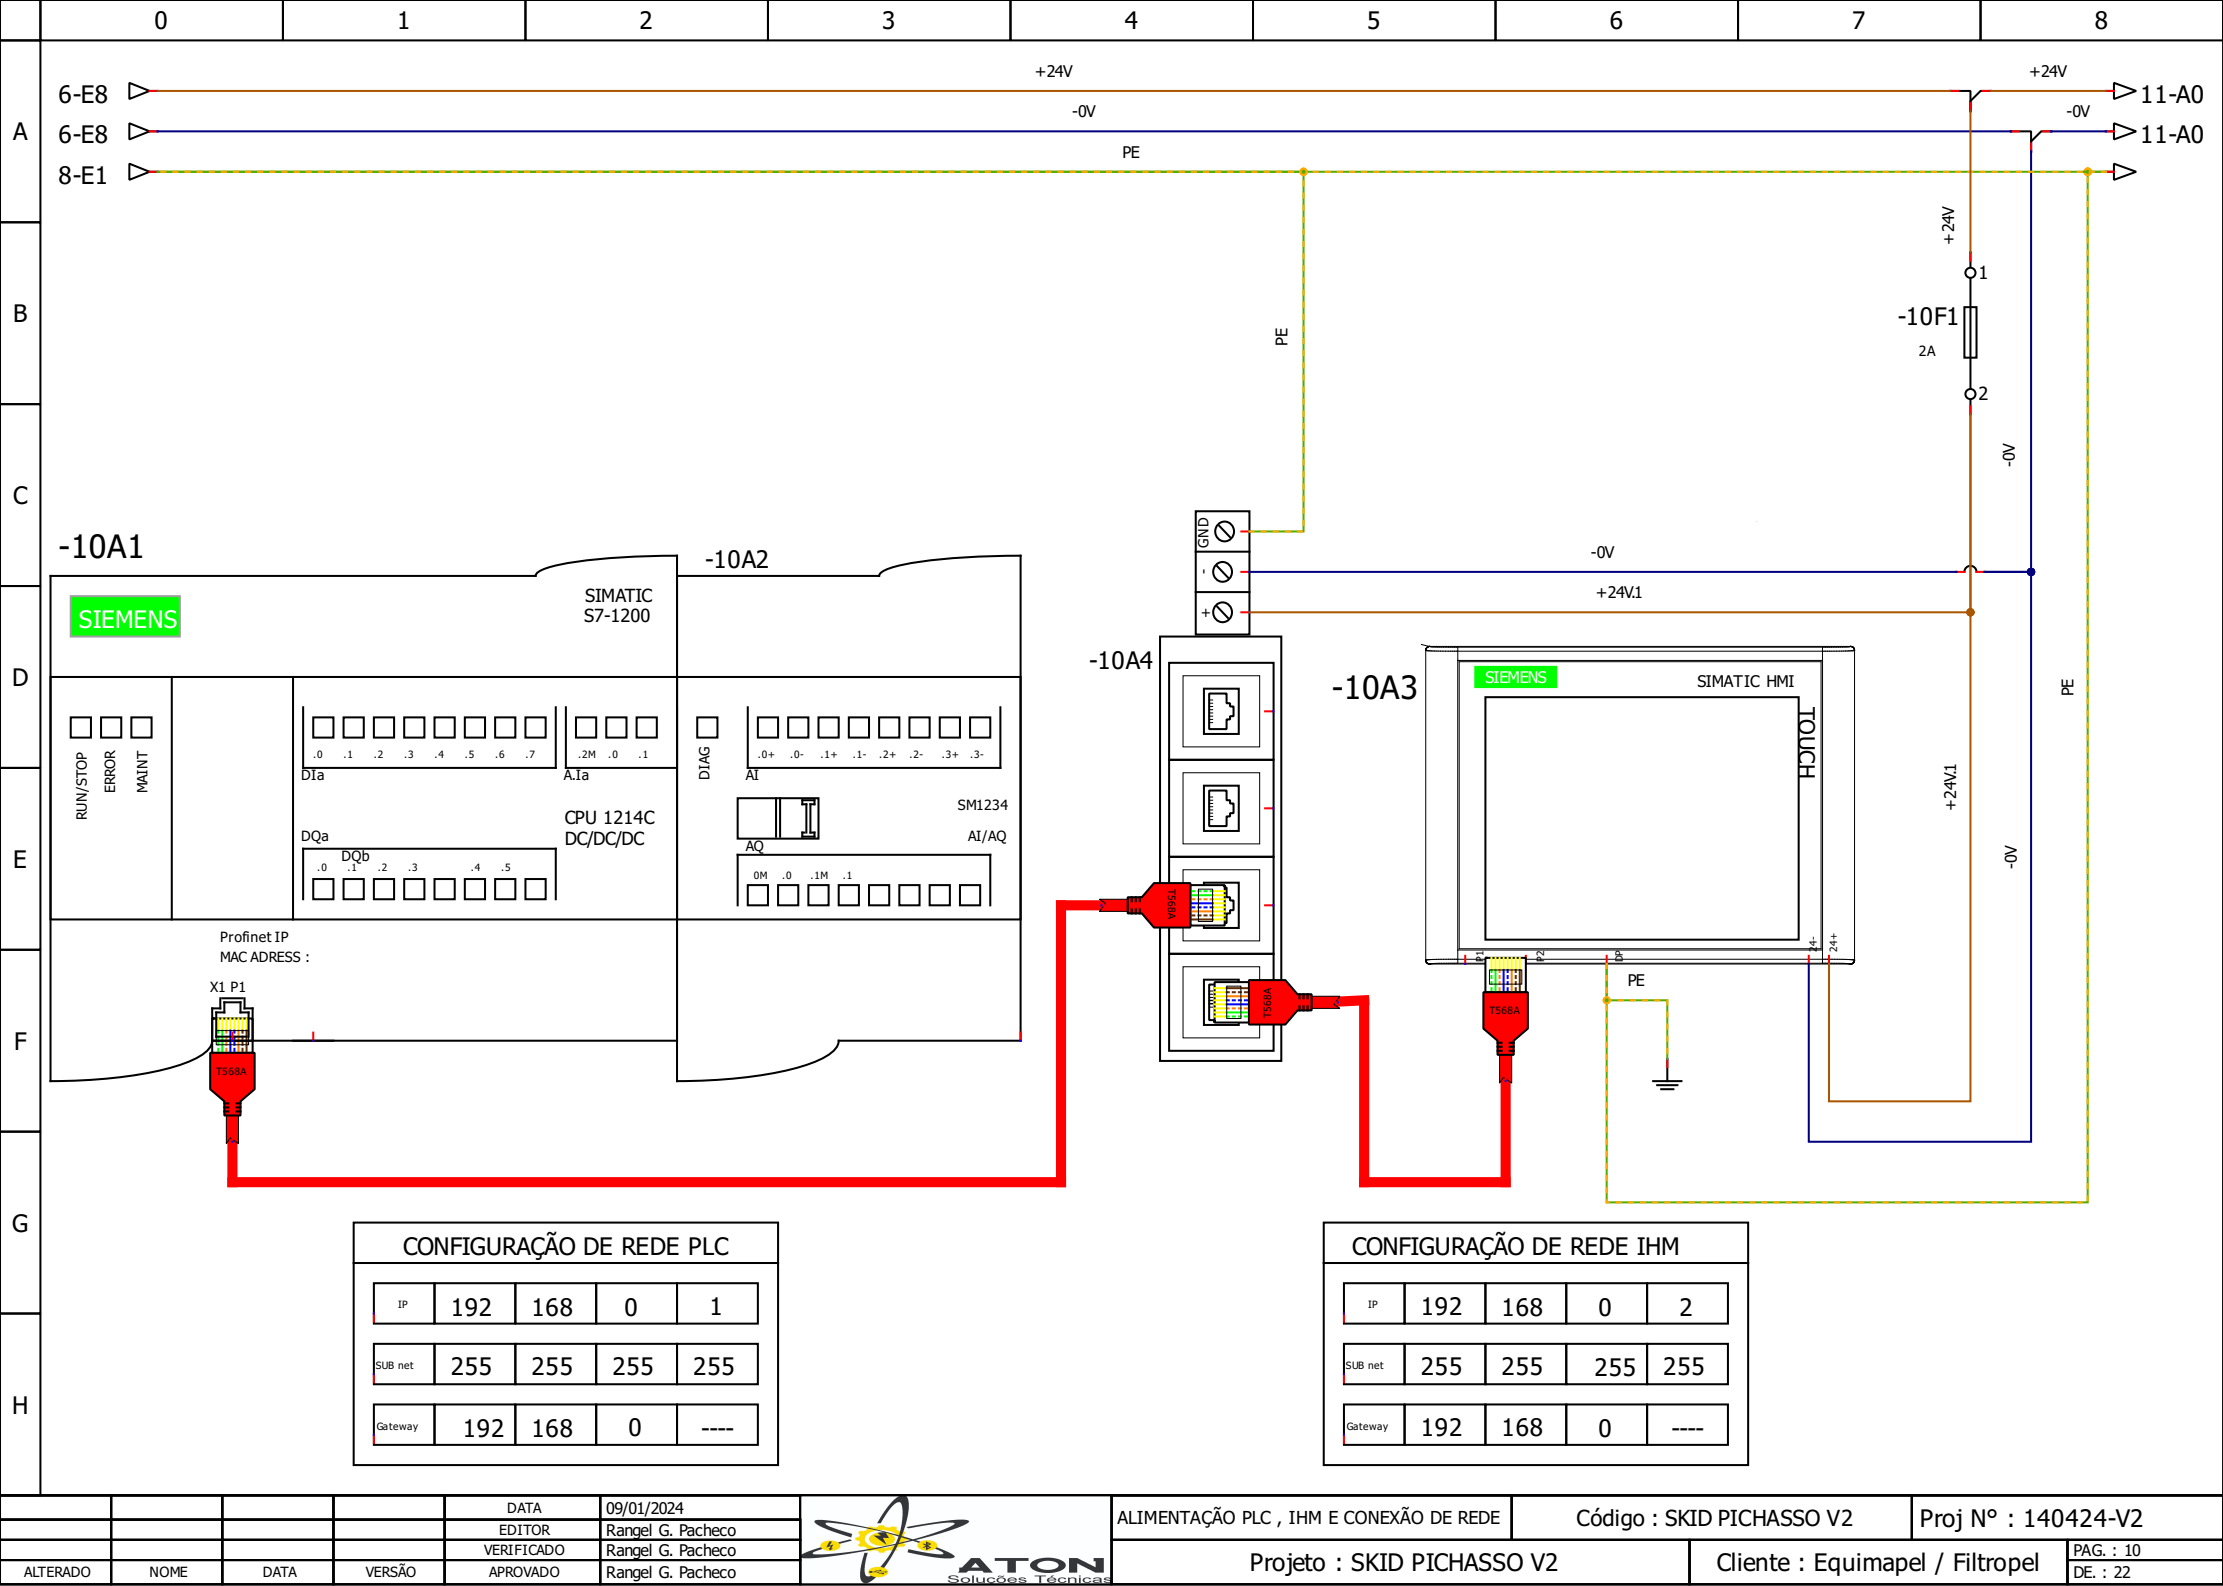 0 1 2 3 4 5 6 7 8
A
B
C
D
E
F
G
H
+24V +24V
6-E8 11-A0
-0V -0V
6-E8 11-A0
PE
8-E1
+24V
1
-10F1
2A
2
PE
-0V
GND
-
+
-0V
+24V.1
PE
+24V.1
-0V
-10A1
-10A2
SIEMENS
SIMATIC
S7-1200
RUN/STOP
ERROR
MAINT
.0 .1 .2 .3 .4 .5 .6 .7
DIa
.2M .0 .1
A.Ia
DIAG
.0+ .0- .1+ .1- .2+ .2- .3+ .3-
AI
CPU 1214C
DC/DC/DC
SM1234
AI/AQ
DQa
DQb
.0 .1 .2 .3 .4 .5
AQ
0M .0 .1M .1
Profinet IP
MAC ADRESS :
X1 P1
T568A
-10A4
T568A
T568A
-10A3
SIEMENS
SIMATIC HMI
TOUCH
P1
P2
DP
24-
24+
PE
T568A
CONFIGURAÇÃO DE REDE PLC
IP 192 168 0 1
SUB net 255 255 255 255
Gateway 192 168 0 ----
CONFIGURAÇÃO DE REDE IHM
IP 192 168 0 2
SUB net 255 255 255 255
Gateway 192 168 0 ----
DATA 09/01/2024
EDITOR Rangel G. Pacheco
VERIFICADO Rangel G. Pacheco
ALTERADO NOME DATA VERSÃO APROVADO Rangel G. Pacheco
ATON
Soluções Técnicas
ALIMENTAÇÃO PLC , IHM E CONEXÃO DE REDE
Código : SKID PICHASSO V2
Proj N° : 140424-V2
Projeto : SKID PICHASSO V2
Cliente : Equimapel / Filtropel
PAG. : 10
DE. : 22